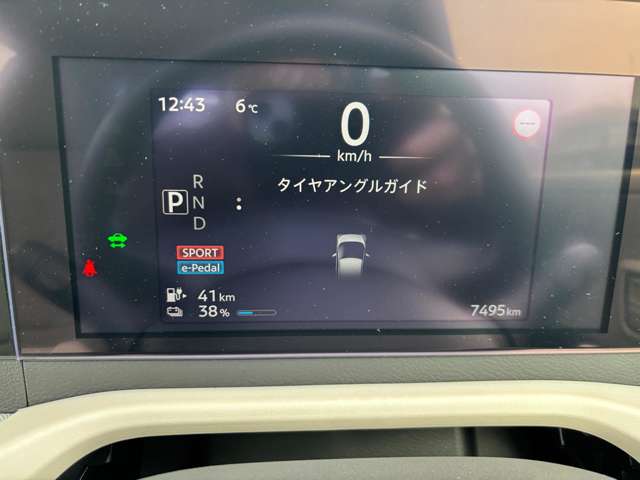 12:43 6℃
0
km/h
タイヤアングルガイド
R
P N :
D
SPORT
e-Pedal
41km
38%
7495km